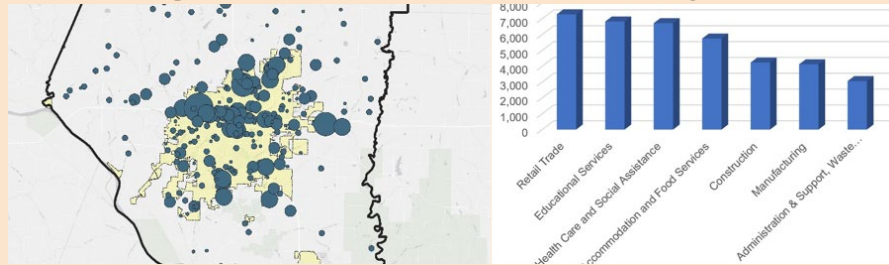 8,000
7,000
6,000
5,000
4,000
3,000
2,000
1,000
0
Retail Trade
Educational Services
Health Care and Social Assistance
Accommodation and Food Services
Construction
Manufacturing
Administration & Support, Waste...